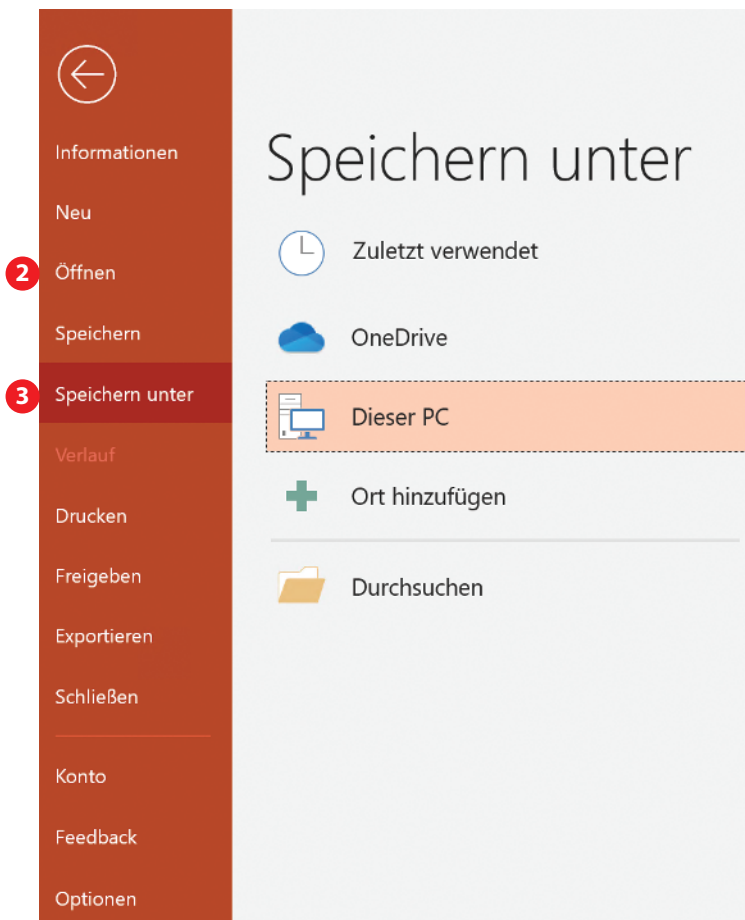 Informationen
Neu
2 Öffnen
Speichern
3 Speichern unter
Verlauf
Drucken
Freigeben
Exportieren
Schließen
Konto
Feedback
Optionen
Speichern unter
Zuletzt verwendet
OneDrive
Dieser PC
Ort hinzufügen
Durchsuchen